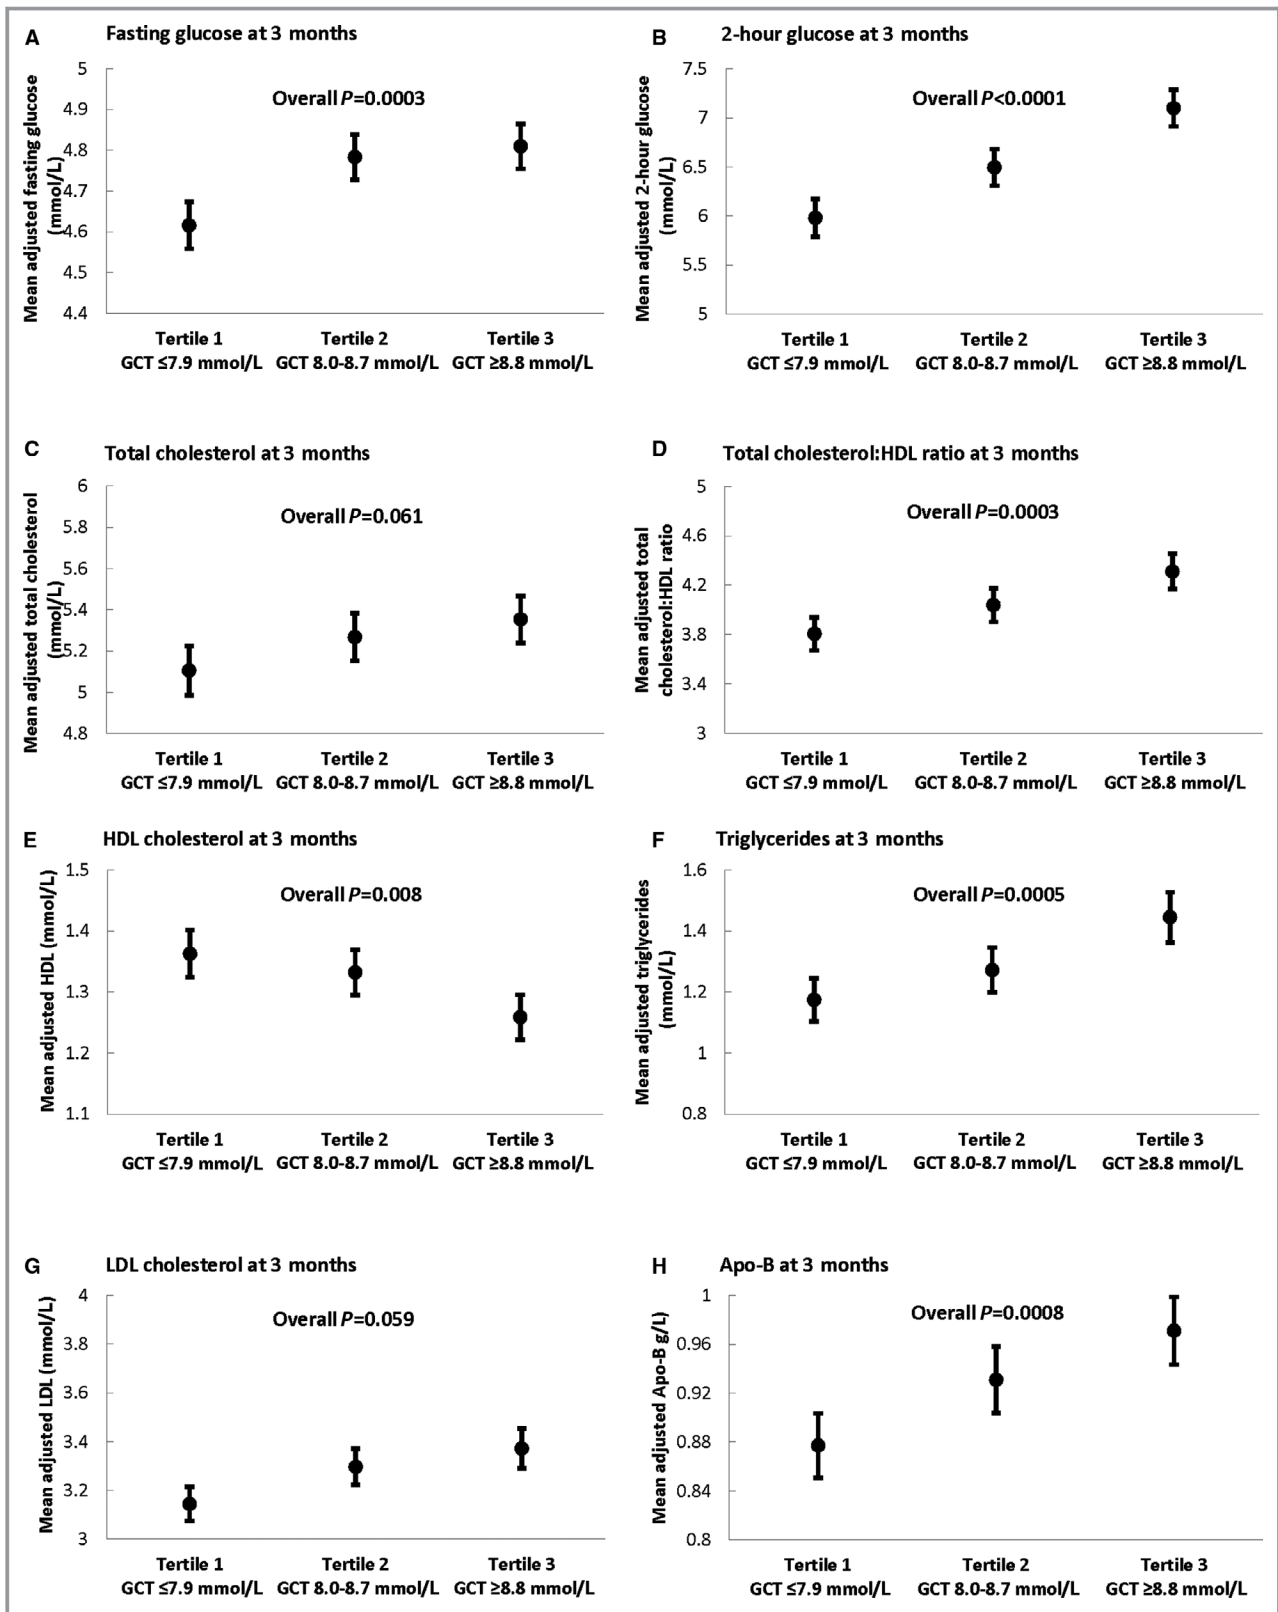 A Fasting glucose at 3 months
Mean adjusted fasting glucose
(mmol/L)
Overall P=0.0003
5
4.9
4.8
4.7
4.6
4.5
4.4
Tertile 1 Tertile 2 Tertile 3
GCT ≤7.9 mmol/L GCT 8.0-8.7 mmol/L GCT ≥8.8 mmol/L
B 2-hour glucose at 3 months
Mean adjusted 2-hour glucose
(mmol/L)
Overall P<0.0001
7.5
7
6.5
6
5.5
5
Tertile 1 Tertile 2 Tertile 3
GCT ≤7.9 mmol/L GCT 8.0-8.7 mmol/L GCT ≥8.8 mmol/L
C Total cholesterol at 3 months
Mean adjusted total cholesterol
(mmol/L)
Overall P=0.061
6
5.8
5.6
5.4
5.2
5
4.8
Tertile 1 Tertile 2 Tertile 3
GCT ≤7.9 mmol/L GCT 8.0-8.7 mmol/L GCT ≥8.8 mmol/L
D Total cholesterol:HDL ratio at 3 months
Mean adjusted total
cholesterol:HDL ratio
Overall P=0.0003
5
4.6
4.2
3.8
3.4
3
Tertile 1 Tertile 2 Tertile 3
GCT ≤7.9 mmol/L GCT 8.0-8.7 mmol/L GCT ≥8.8 mmol/L
E HDL cholesterol at 3 months
Mean adjusted HDL (mmol/L)
Overall P=0.008
1.5
1.4
1.3
1.2
1.1
Tertile 1 Tertile 2 Tertile 3
GCT ≤7.9 mmol/L GCT 8.0-8.7 mmol/L GCT ≥8.8 mmol/L
F Triglycerides at 3 months
Mean adjusted triglycerides
(mmol/L)
Overall P=0.0005
1.6
1.4
1.2
1
0.8
Tertile 1 Tertile 2 Tertile 3
GCT ≤7.9 mmol/L GCT 8.0-8.7 mmol/L GCT ≥8.8 mmol/L
G LDL cholesterol at 3 months
Mean adjusted LDL (mmol/L)
Overall P=0.059
4
3.8
3.6
3.4
3.2
3
Tertile 1 Tertile 2 Tertile 3
GCT ≤7.9 mmol/L GCT 8.0-8.7 mmol/L GCT ≥8.8 mmol/L
H Apo-B at 3 months
Mean adjusted Apo-B g/L)
Overall P=0.0008
1
0.96
0.92
0.88
0.84
0.8
Tertile 1 Tertile 2 Tertile 3
GCT ≤7.9 mmol/L GCT 8.0-8.7 mmol/L GCT ≥8.8 mmol/L